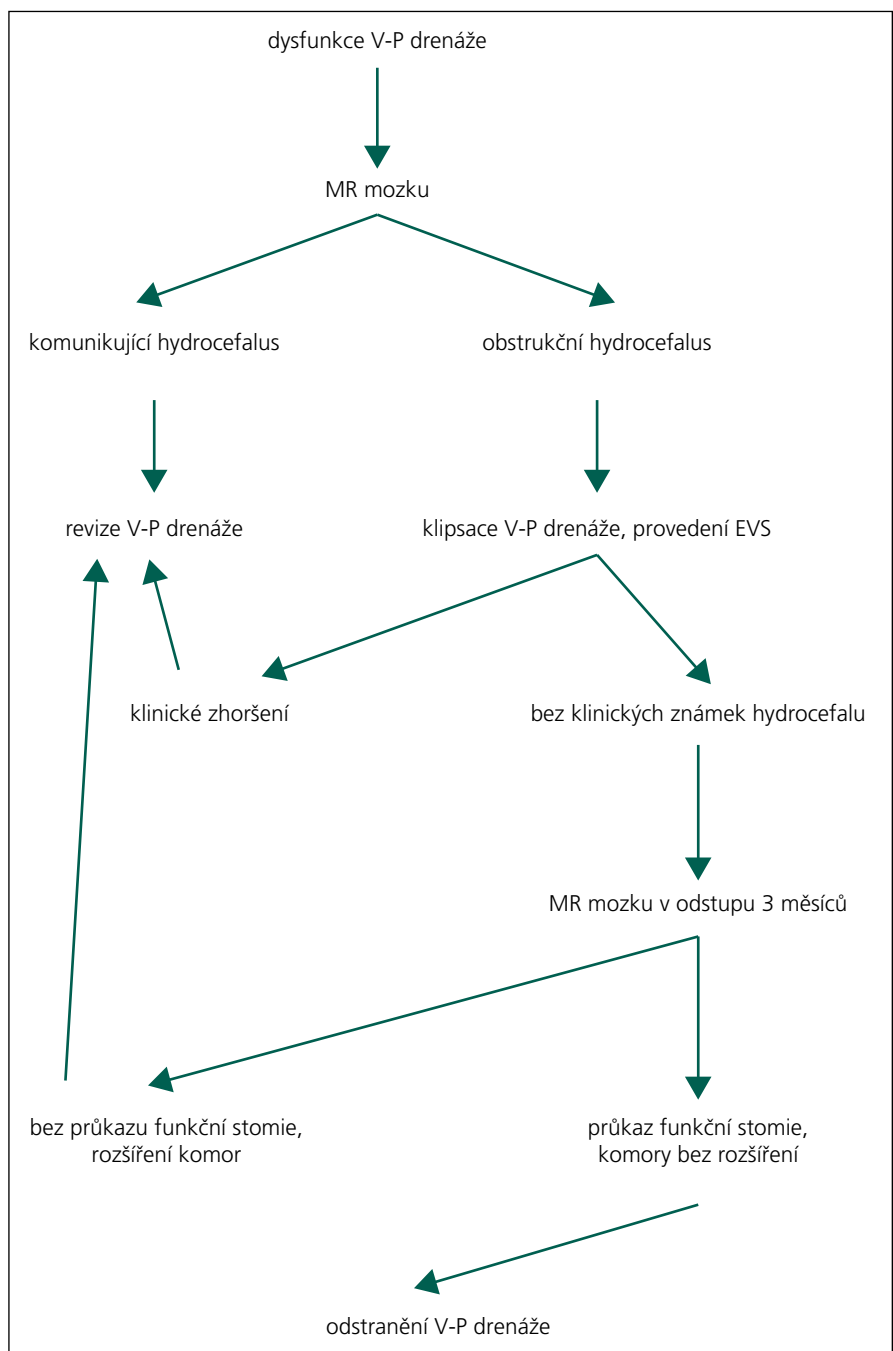 dysfunkce V-P drenáže
MR mozku
komunikující hydrocefalus
obstrukční hydrocefalus
revize V-P drenáže
klipsace V-P drenáže, provedení EVS
klinické zhoršení
bez klinických známek hydrocefalu
MR mozku v odstupu 3 měsíců
bez průkazu funkční stomie,
rozšíření komor
průkaz funkční stomie,
komory bez rozšíření
odstranění V-P drenáže